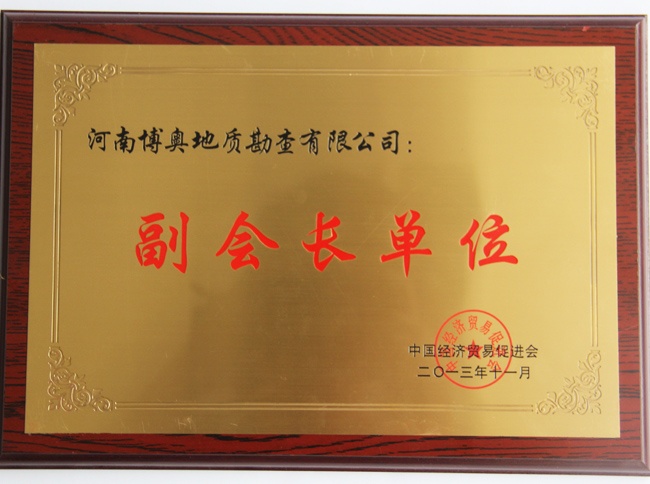 河南博奥地质勘查有限公司：
副会长单位
中国经济贸易促进会
二〇一三年十一月